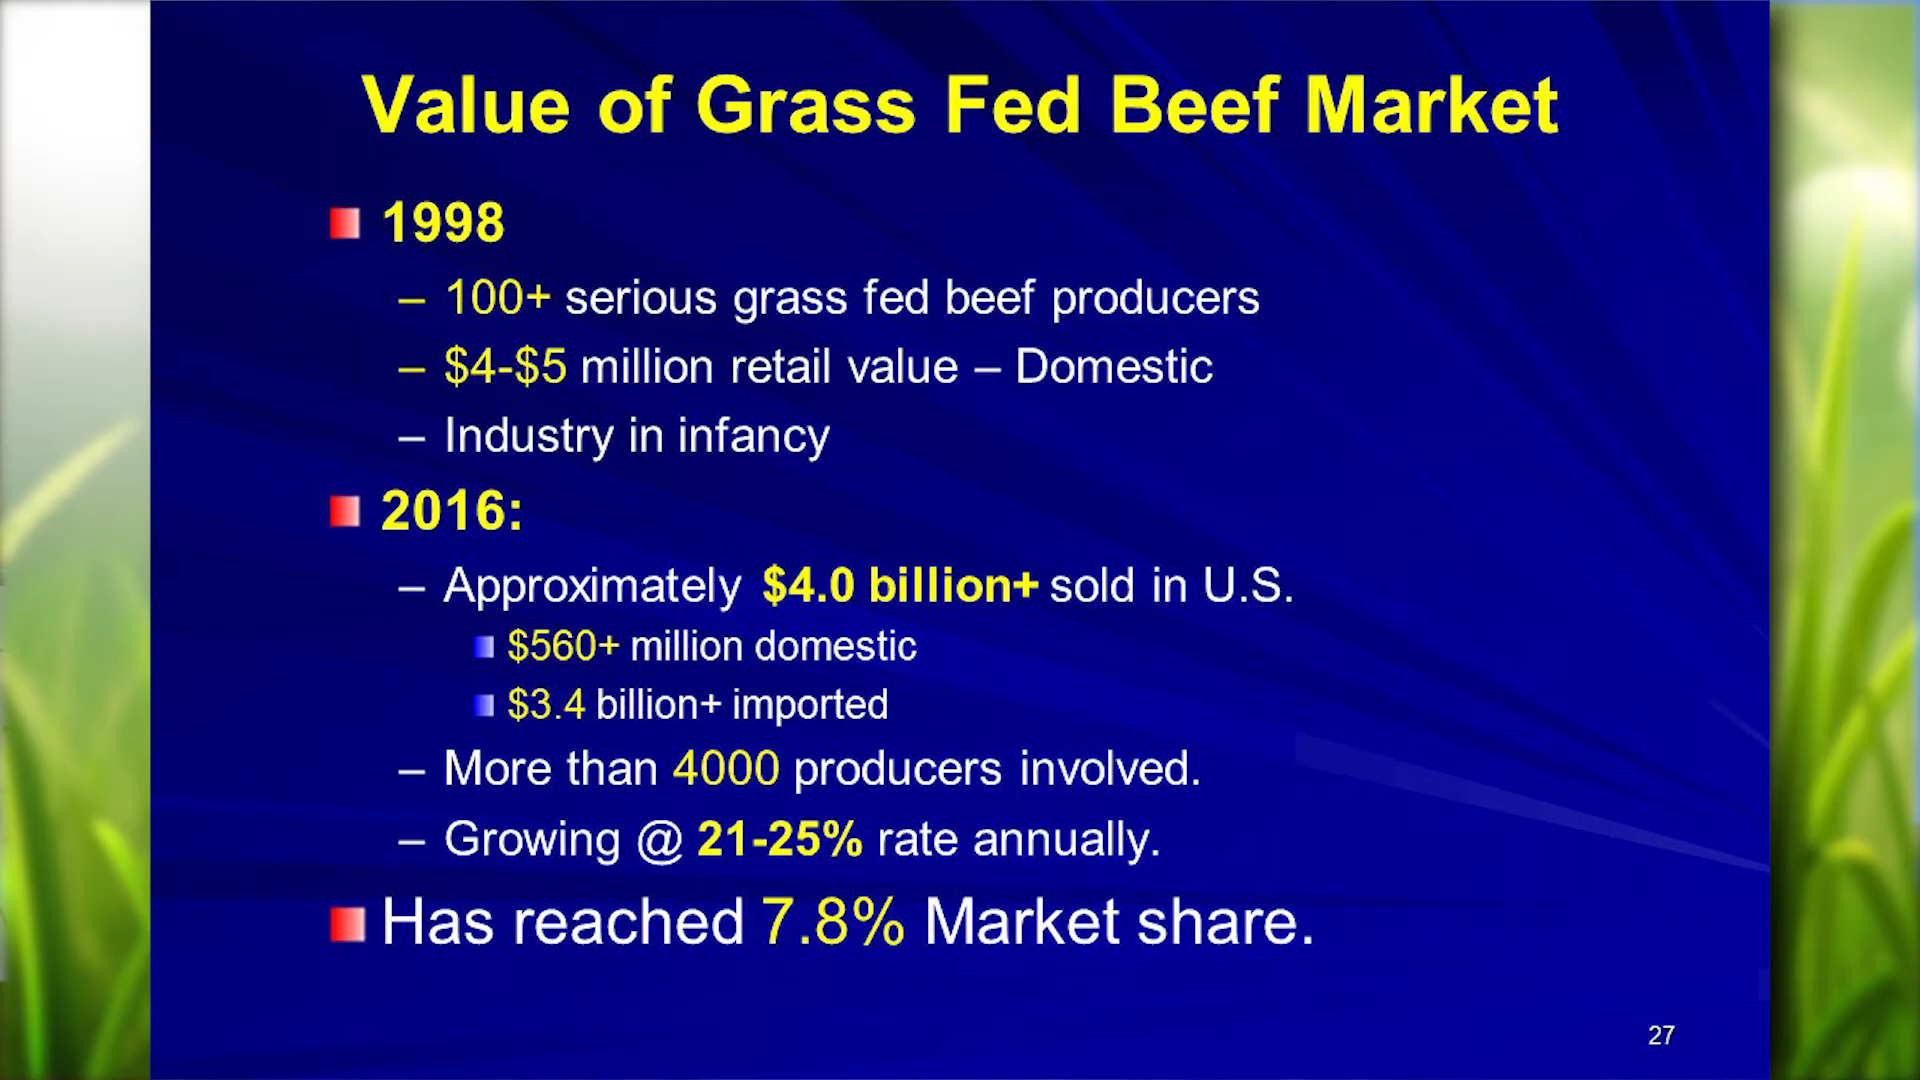 Value of Grass Fed Beef Market
1998
– 100+ serious grass fed beef producers
– $4-$5 million retail value – Domestic
– Industry in infancy
2016:
– Approximately $4.0 billion+ sold in U.S.
$560+ million domestic
$3.4 billion+ imported
– More than 4000 producers involved.
– Growing @ 21-25% rate annually.
Has reached 7.8% Market share.
27